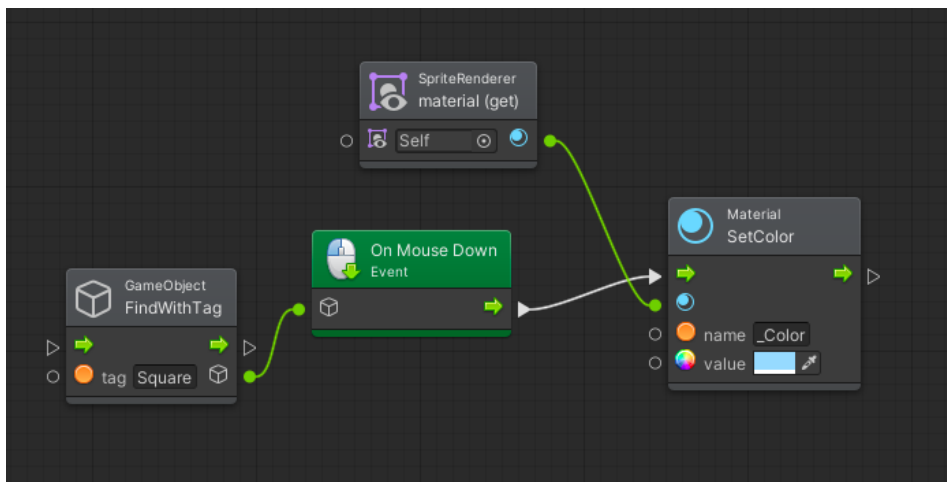 SpriteRenderer
material (get)
Self
Material
SetColor
On Mouse Down
Event
GameObject
FindWithTag
name _Color
value
tag Square